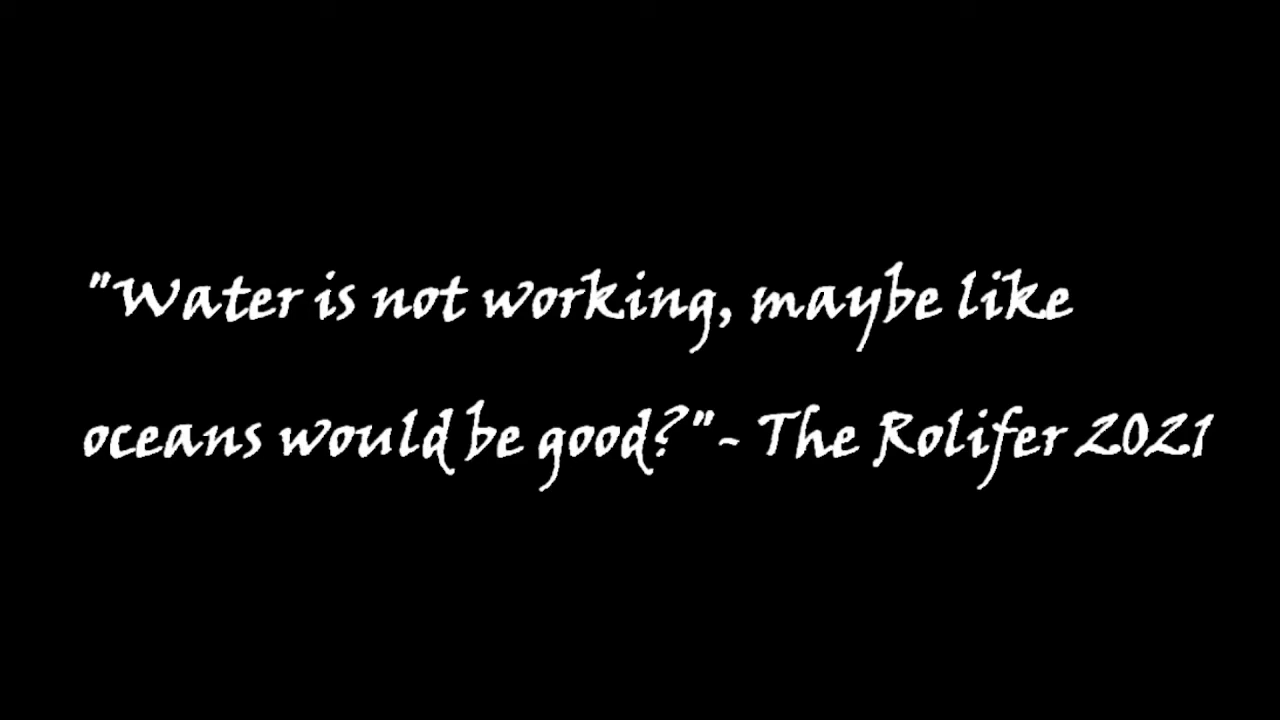 "Water is not working, maybe like
oceans would be good?"- The Rolifer 2021